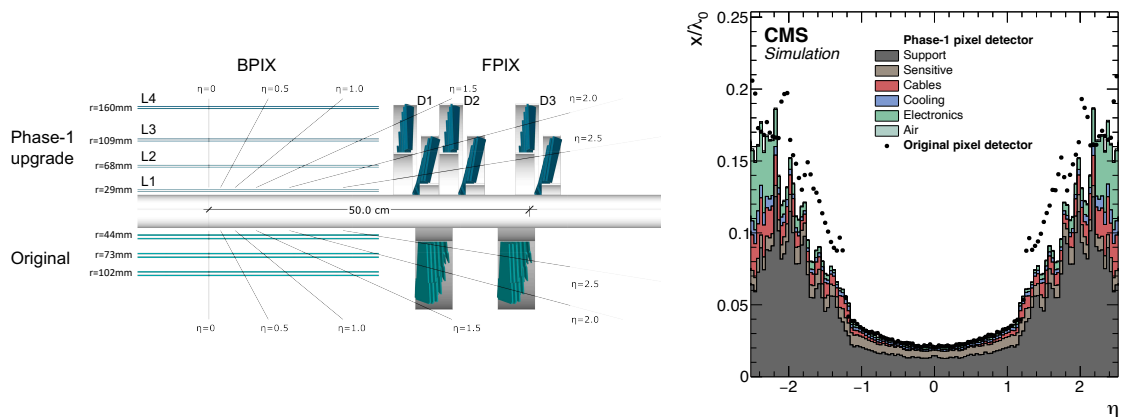 BPIX
FPIX
η=0
η=0.5
η=1.0
η=1.5
η=2.0
η=2.5
D1
D2
D3
L4
r=160mm
L3
r=109mm
L2
r=68mm
L1
r=29mm
Phase-1
upgrade
50.0 cm
Original
r=44mm
r=73mm
r=102mm
η=0
η=0.5
η=1.0
η=1.5
η=2.0
η=2.5
x/λ0
0.25
0.2
0.15
0.1
0.05
0
CMS
Simulation
Phase-1 pixel detector
Support
Sensitive
Cables
Cooling
Electronics
Air
Original pixel detector
−2
−1
0
1
2
η